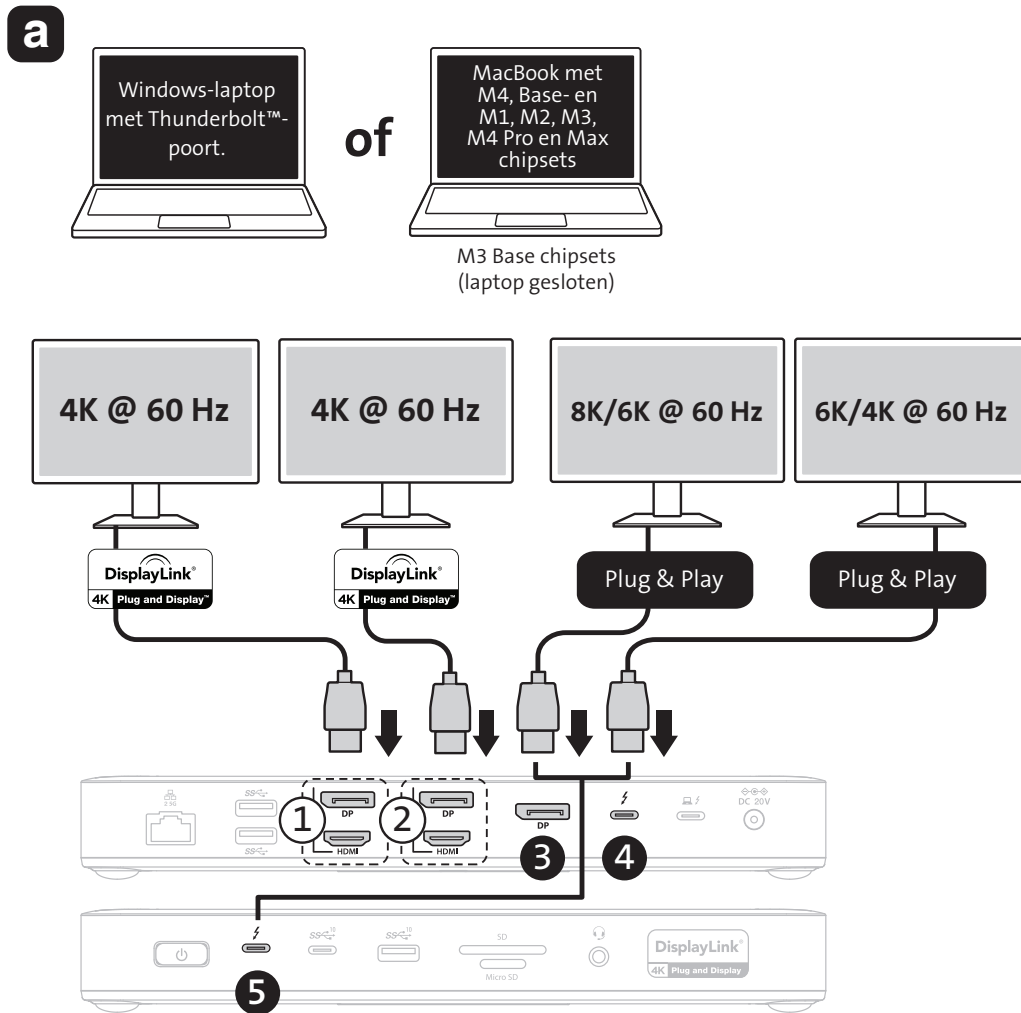 a
Windows-laptop
met Thunderbolt™-
poort.
of
MacBook met
M4, Base- en
M1, M2, M3,
M4 Pro en Max
chipsets
M3 Base chipsets
(laptop gesloten)
4K @ 60 Hz
4K @ 60 Hz
8K/6K @ 60 Hz
6K/4K @ 60 Hz
DisplayLink®
4K Plug and Display™
DisplayLink®
4K Plug and Display™
Plug & Play
Plug & Play
2.5G
SS
SS
1
DP
HDMI
2
DP
HDMI
DP
3
4
DC 20V
SS 10
SS 10
SD
Micro SD
DisplayLink®
4K Plug and Display
5